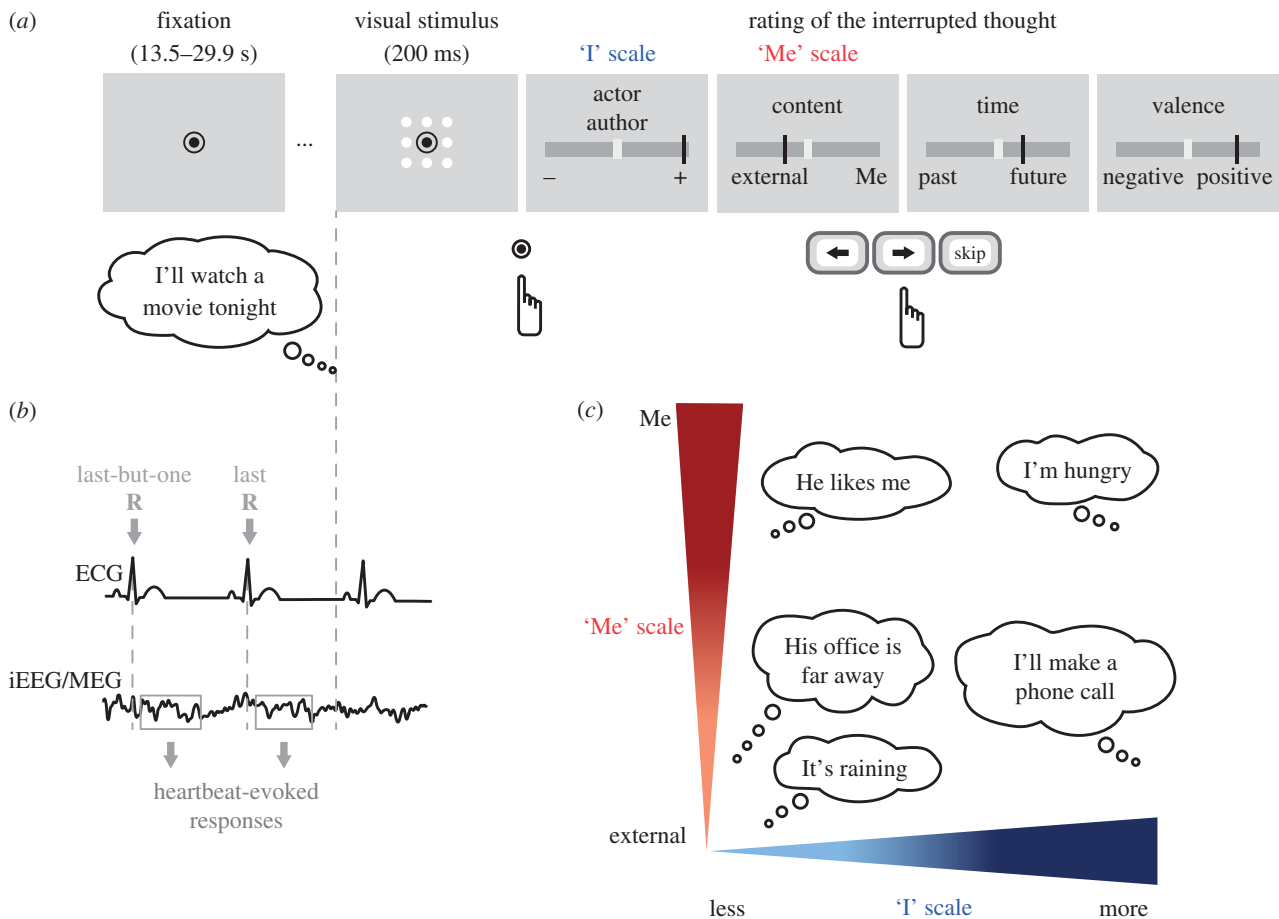 (a)
fixation
(13.5–29.9 s)
visual stimulus
(200 ms)
rating of the interrupted thought
‘I’ scale
‘Me’ scale
...
actor
author
–
+
content
external
Me
time
past
future
valence
negative
positive
I'll watch a
movie tonight
skip
(b)
last-but-one
R
last
R
ECG
iEEG/MEG
heartbeat-evoked
responses
(c)
Me
He likes me
I'm hungry
‘Me’ scale
His office is
far away
I'll make a
phone call
It's raining
external
less
‘I’ scale
more